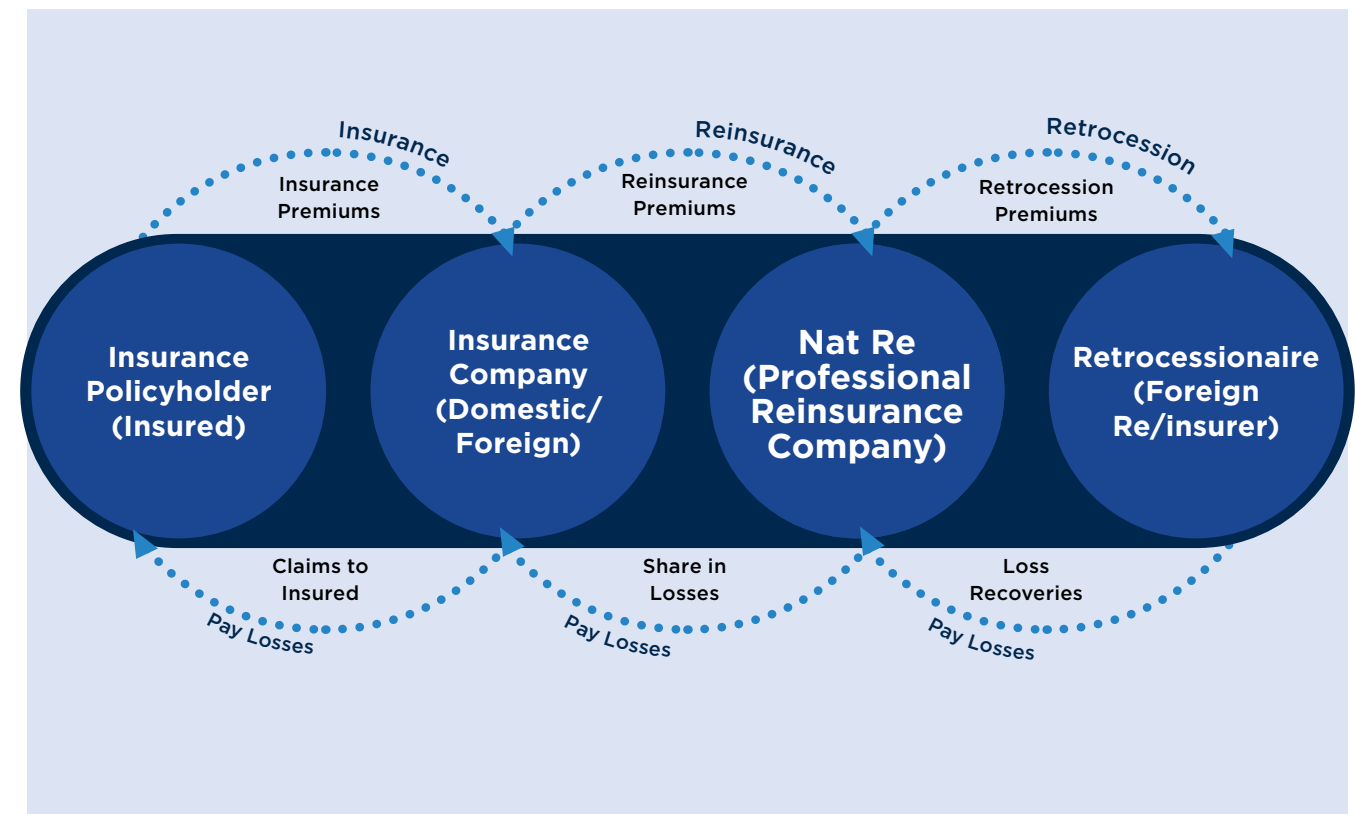 Insurance
Reinsurance
Retrocession
Insurance
Premiums
Reinsurance
Premiums
Retrocession
Premiums
Insurance
Policyholder
(Insured)
Insurance
Company
(Domestic/
Foreign)
Nat Re
(Professional
Reinsurance
Company)
Retrocessionaire
(Foreign
Re/insurer)
Claims to
Insured
Share in
Losses
Loss
Recoveries
Pay Losses
Pay Losses
Pay Losses